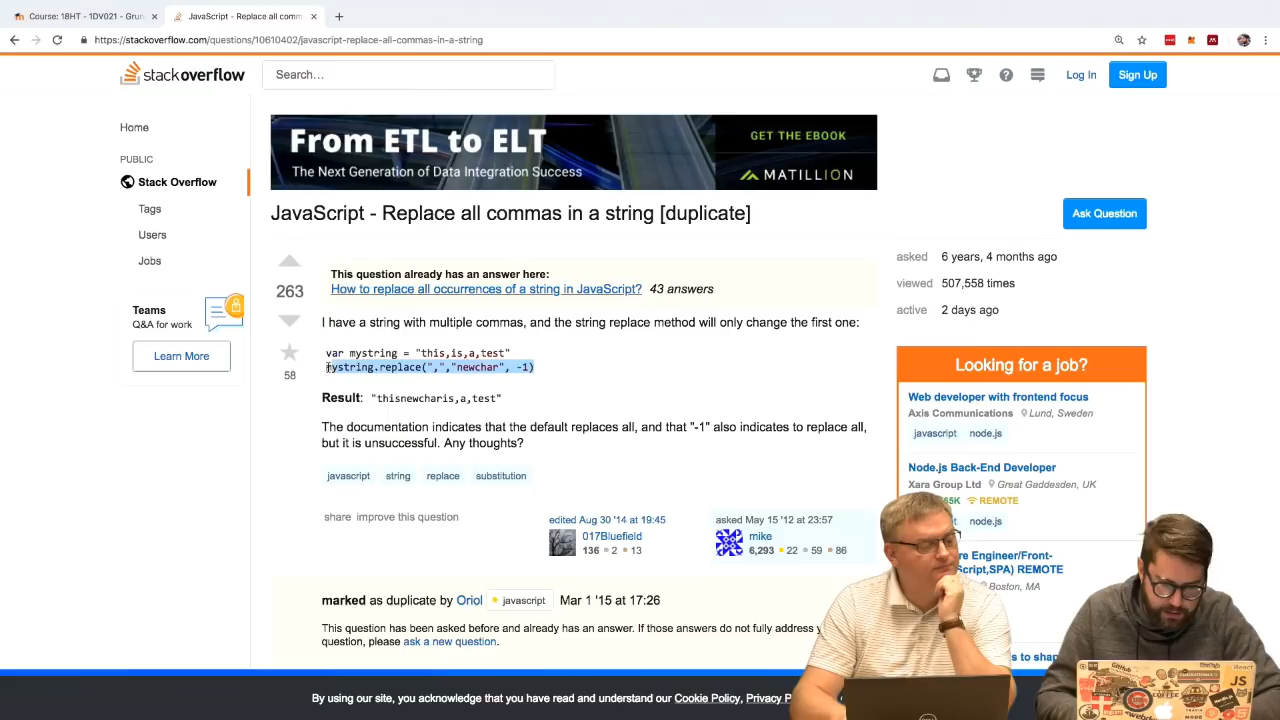 Course: 18HT - 1DV021 - Grun
JavaScript - Replace all comm
https://stackoverflow.com/questions/10610402/javascript-replace-all-commas-in-a-string
stackoverflow
Search…
Log In
Sign Up
Home
PUBLIC
Stack Overflow
Tags
Users
Jobs
Teams
Q&A for work
Learn More
From ETL to ELT
The Next Generation of Data Integration Success
GET THE EBOOK
MATILLION
JavaScript - Replace all commas in a string [duplicate]
Ask Question
263
58
This question already has an answer here:
How to replace all occurrences of a string in JavaScript? 43 answers
I have a string with multiple commas, and the string replace method will only change the first one:
var mystring = "this,is,a,test"
mystring.replace(",","newchar", -1)
Result: "thisnewcharis,a,test"
The documentation indicates that the default replaces all, and that "-1" also indicates to replace all,
but it is unsuccessful. Any thoughts?
javascript string replace substitution
share improve this question
edited Aug 30 '14 at 19:45
017Bluefield
136 2 13
asked May 15 '12 at 23:57
mike
6,293 22 59 86
marked as duplicate by Oriol javascript Mar 1 '15 at 17:26
This question has been asked before and already has an answer. If those answers do not fully address y
question, please ask a new question.
asked 6 years, 4 months ago
viewed 507,558 times
active 2 days ago
Looking for a job?
Web developer with frontend focus
Axis Communications Lund, Sweden
javascript node.js
Node.js Back-End Developer
Xara Group Ltd Great Gaddesden, UK
65K REMOTE
node.js
re Engineer/Front-
Script,SPA) REMOTE
Boston, MA
s to shap
By using our site, you acknowledge that you have read and understand our Cookie Policy, Privacy P
GitHub
React
JS